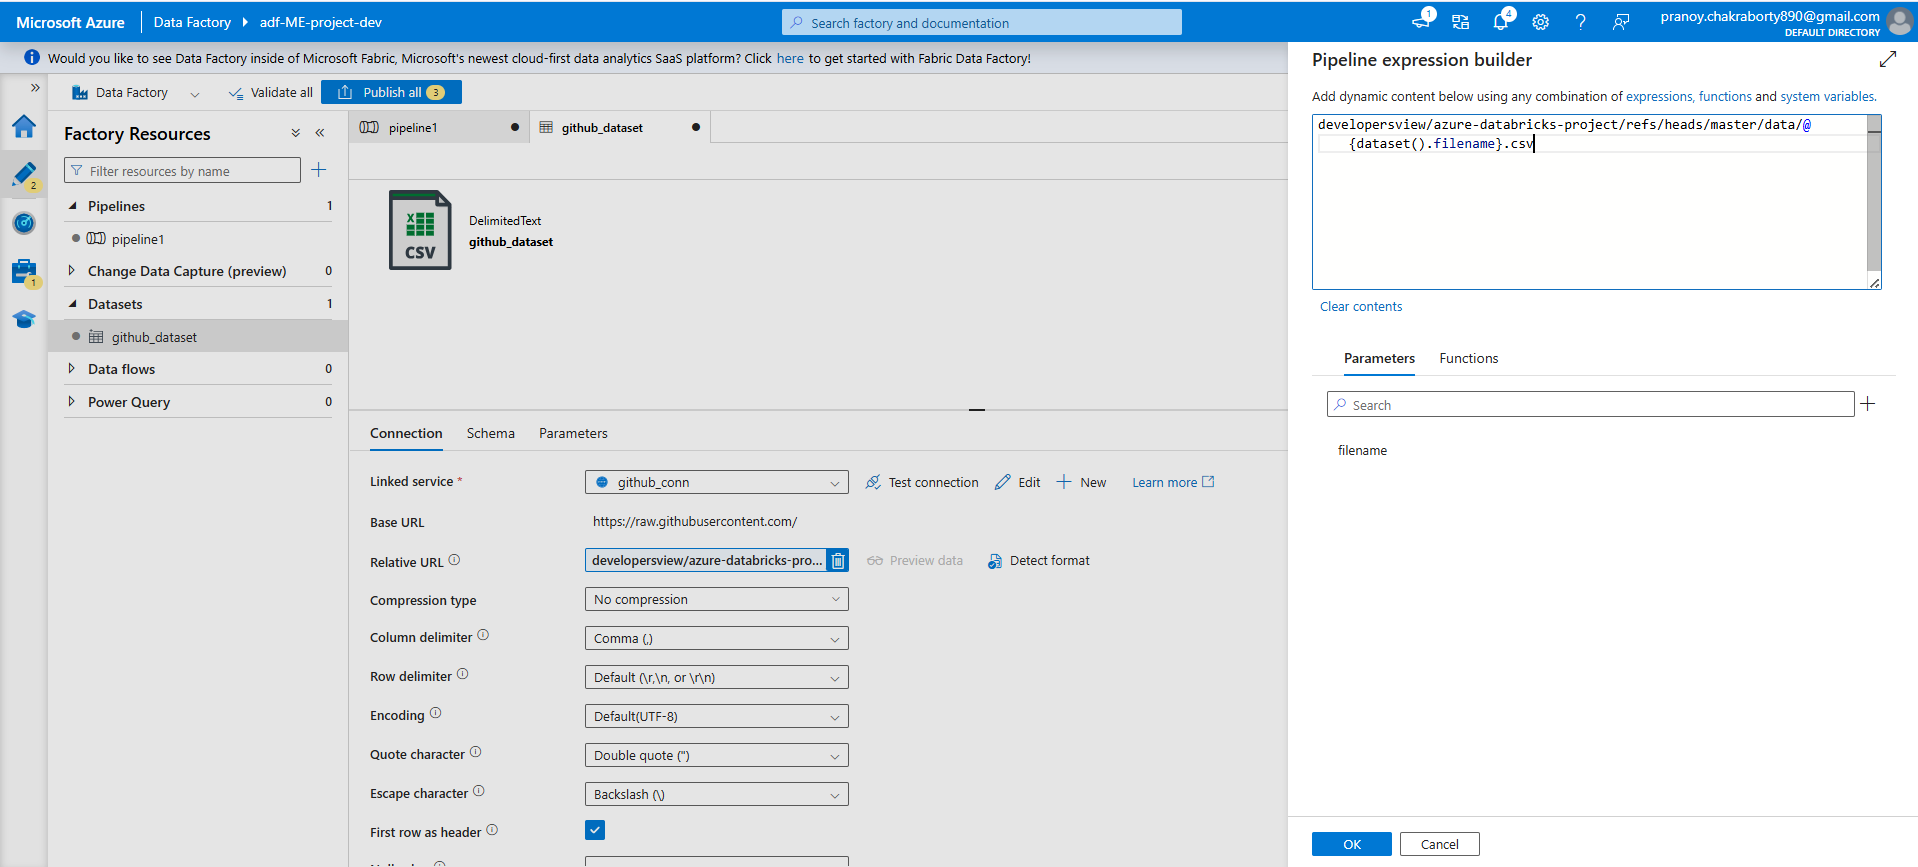 Microsoft Azure
Data Factory
adf-ME-project-dev
Search factory and documentation
1
4
pranoy.chakraborty890@gmail.com
DEFAULT DIRECTORY
Would you like to see Data Factory inside of Microsoft Fabric, Microsoft's newest cloud-first data analytics SaaS platform? Click here to get started with Fabric Data Factory!
»
Data Factory
Validate all
Publish all 3
2
1
Factory Resources
«
Filter resources by name
Pipelines 1
pipeline1
Change Data Capture (preview) 0
Datasets 1
github_dataset
Data flows 0
Power Query 0
pipeline1
github_dataset
X
CSV
DelimitedText
github_dataset
Connection
Schema
Parameters
Linked service *
github_conn
Test connection
Edit
New
Learn more
Base URL
https://raw.githubusercontent.com/
Relative URL
developersview/azure-databricks-pro...
Preview data
Detect format
Compression type
No compression
Column delimiter
Comma (,)
Row delimiter
Default (\r,\n, or \r\n)
Encoding
Default(UTF-8)
Quote character
Double quote (")
Escape character
Backslash (\)
First row as header
Pipeline expression builder
Add dynamic content below using any combination of expressions, functions and system variables.
developersview/azure-databricks-project/refs/heads/master/data/@
{dataset().filename}.csv
Clear contents
Parameters
Functions
Search
filename
OK
Cancel